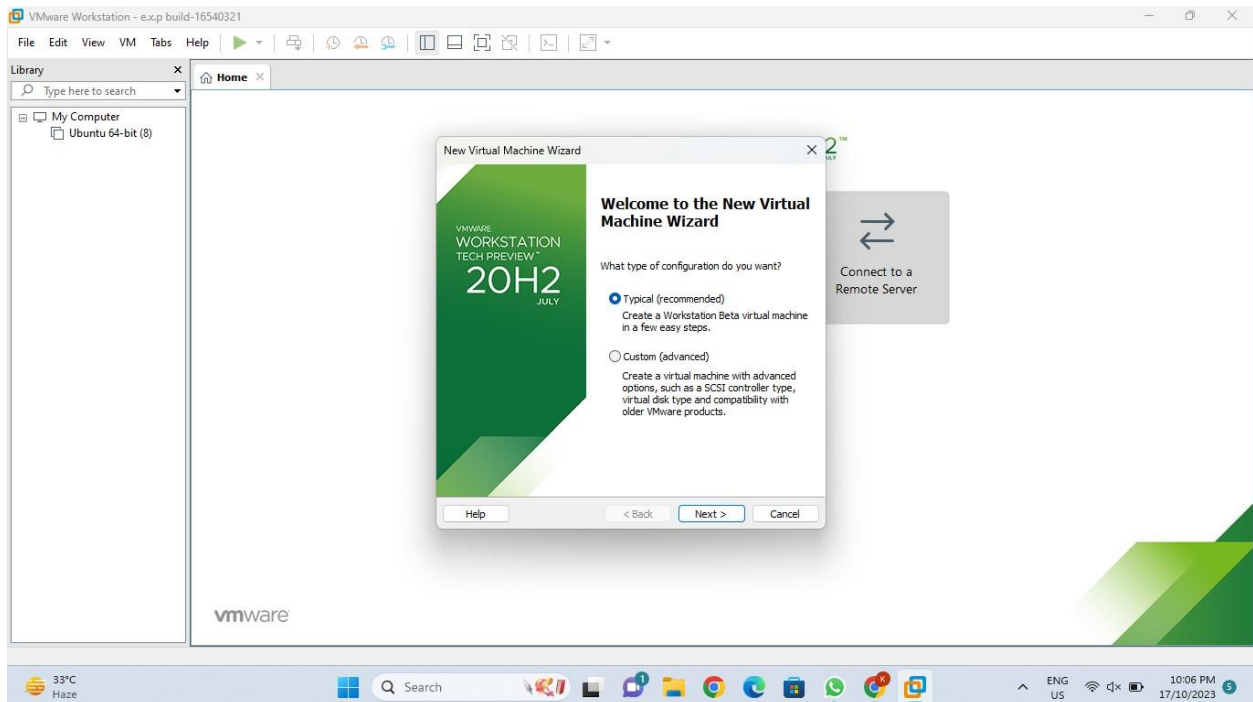 VMware Workstation - e.x.p build-16540321
File Edit View VM Tabs Help
Library
Type here to search
My Computer
Ubuntu 64-bit (8)
Home
2™
New Virtual Machine Wizard
VMWARE
WORKSTATION
TECH PREVIEW™
20H2
JULY
Welcome to the New Virtual
Machine Wizard
What type of configuration do you want?
Typical (recommended)
Create a Workstation Beta virtual machine
in a few easy steps.
Custom (advanced)
Create a virtual machine with advanced
options, such as a SCSI controller type,
virtual disk type and compatibility with
older VMware products.
Help < Back Next > Cancel
Connect to a
Remote Server
vmware
33°C
Haze
Search
1
K
ENG
US
10:06 PM
17/10/2023
5